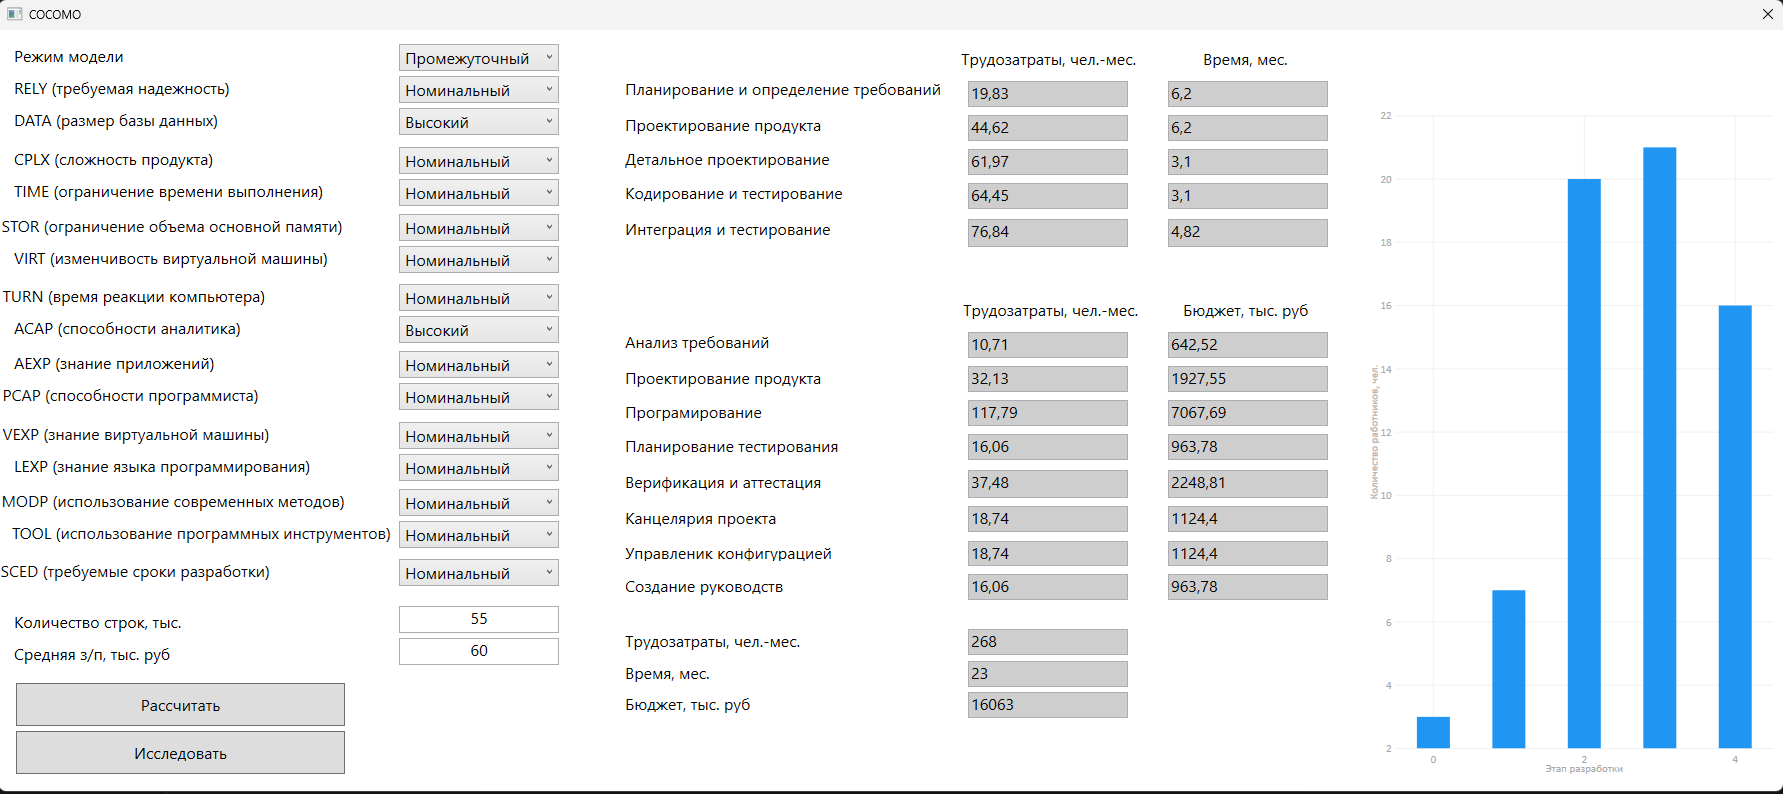 COCOMO
Режим модели Промежуточный
RELY (требуемая надежность) Номинальный
DATA (размер базы данных) Высокий
CPLX (сложность продукта) Номинальный
TIME (ограничение времени выполнения) Номинальный
STOR (ограничение объема основной памяти) Номинальный
VIRT (изменчивость виртуальной машины) Номинальный
TURN (время реакции компьютера) Номинальный
ACAP (способности аналитика) Высокий
AEXP (знание приложений) Номинальный
PCAP (способности программиста) Номинальный
VEXP (знание виртуальной машины) Номинальный
LEXP (знание языка программирования) Номинальный
MODP (использование современных методов) Номинальный
TOOL (использование программных инструментов) Номинальный
SCED (требуемые сроки разработки) Номинальный
Количество строк, тыс. 55
Средняя з/п, тыс. руб 60
Рассчитать
Исследовать
Трудозатраты, чел.-мес. Время, мес.
Планирование и определение требований 19,83 6,2
Проектирование продукта 44,62 6,2
Детальное проектирование 61,97 3,1
Кодирование и тестирование 64,45 3,1
Интеграция и тестирование 76,84 4,82
Трудозатраты, чел.-мес. Бюджет, тыс. руб
Анализ требований 10,71 642,52
Проектирование продукта 32,13 1927,55
Програмирование 117,79 7067,69
Планирование тестирования 16,06 963,78
Верификация и аттестация 37,48 2248,81
Канцелярия проекта 18,74 1124,4
Управленик конфигурацией 18,74 1124,4
Создание руководств 16,06 963,78
Трудозатраты, чел.-мес. 268
Время, мес. 23
Бюджет, тыс. руб 16063
Количество работников, чел.
22
20
18
16
14
12
10
8
6
4
2
0 2 4
Этап разработки